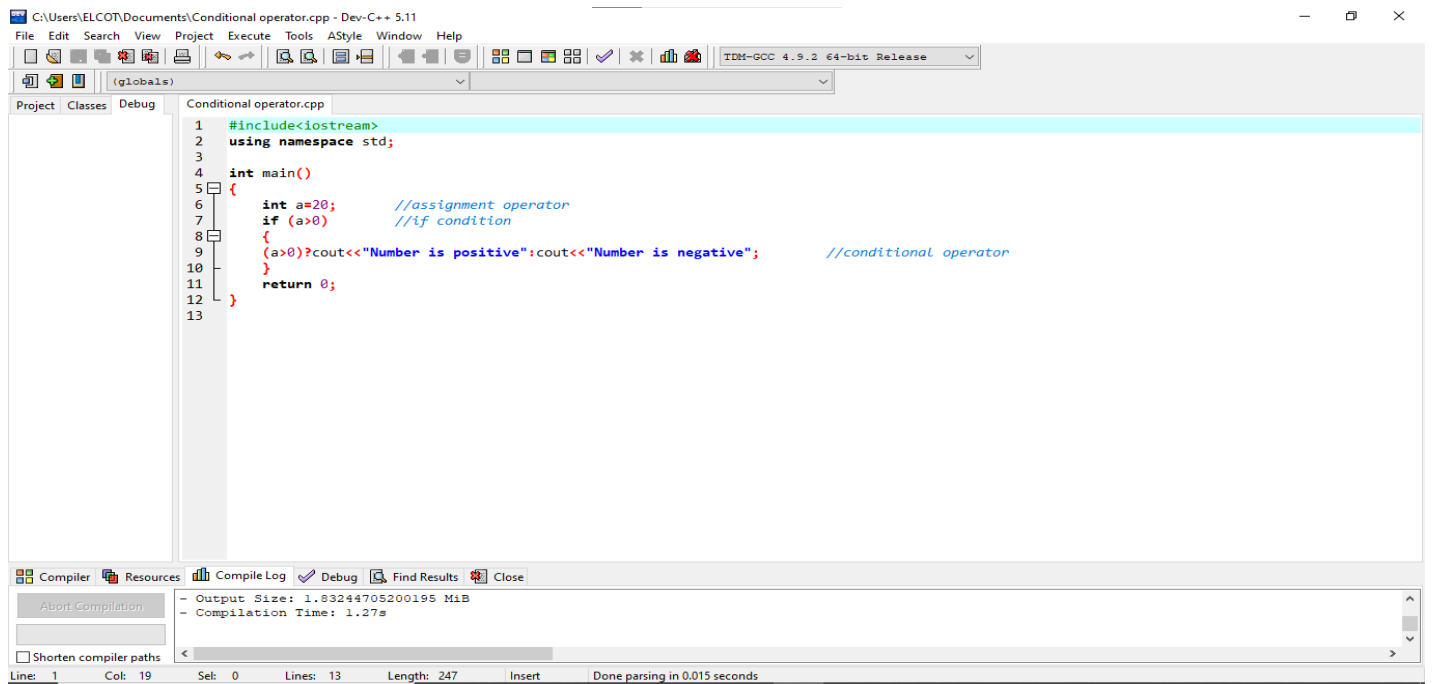 C:\Users\ELCOT\Documents\Conditional operator.cpp - Dev-C++ 5.11
File Edit Search View Project Execute Tools AStyle Window Help
TDM-GCC 4.9.2 64-bit Release
(globals)
Project Classes Debug Conditional operator.cpp
1 #include<iostream>
2 using namespace std;
3
4 int main()
5 {
6 int a=20; //assignment operator
7 if (a>0) //if condition
8 {
9 (a>0)?cout<<"Number is positive":cout<<"Number is negative"; //conditional operator
10 }
11 return 0;
12 }
13
Compiler Resources Compile Log Debug Find Results Close
Abort Compilation
- Output Size: 1.83244705200195 MiB
- Compilation Time: 1.27s
Shorten compiler paths
Line: 1 Col: 19 Sel: 0 Lines: 13 Length: 247 Insert Done parsing in 0.015 seconds